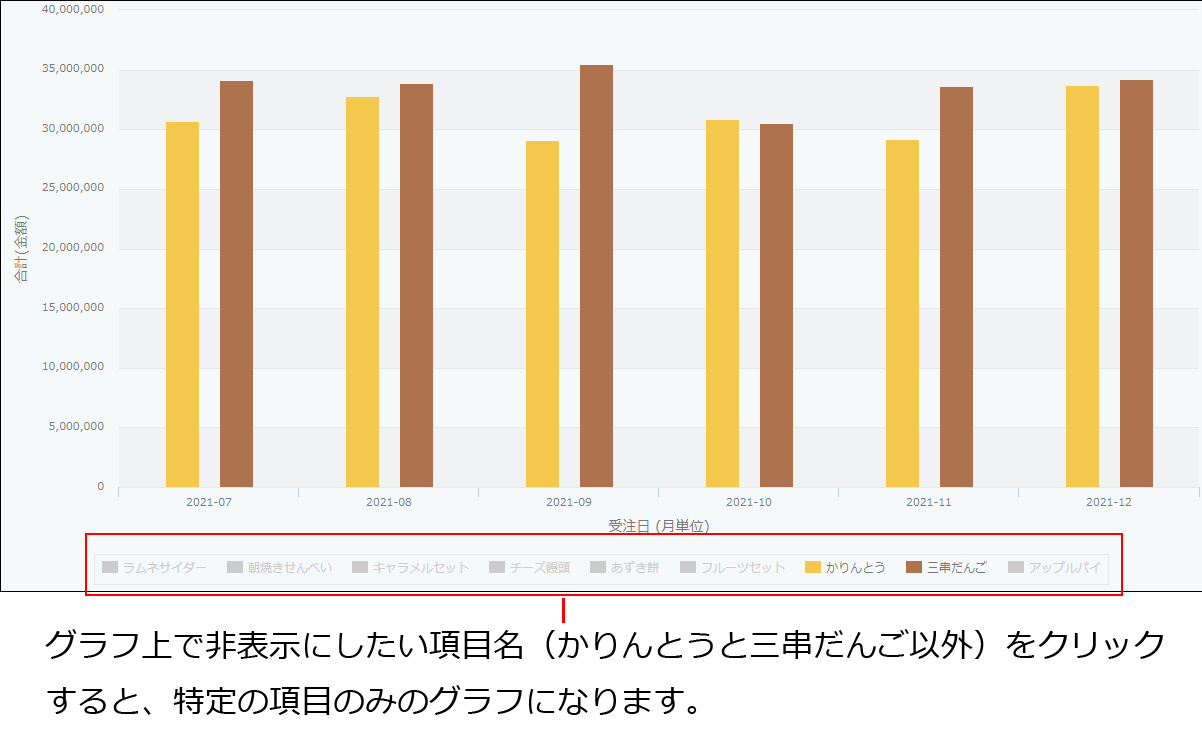 40,000,000
35,000,000
30,000,000
25,000,000
20,000,000
15,000,000
10,000,000
5,000,000
0
合計(金額)
2021-07 2021-08 2021-09 2021-10 2021-11 2021-12
受注日 (月単位)
ラムネサイダー 朝焼きせんべい キャラメルセット チーズ饅頭 あずき餅 フルーツセット かりんとう 三串だんご アップルパイ
グラフ上で非表示にしたい項目名（かりんとうと三串だんご以外）をクリック
すると、特定の項目のみのグラフになります。